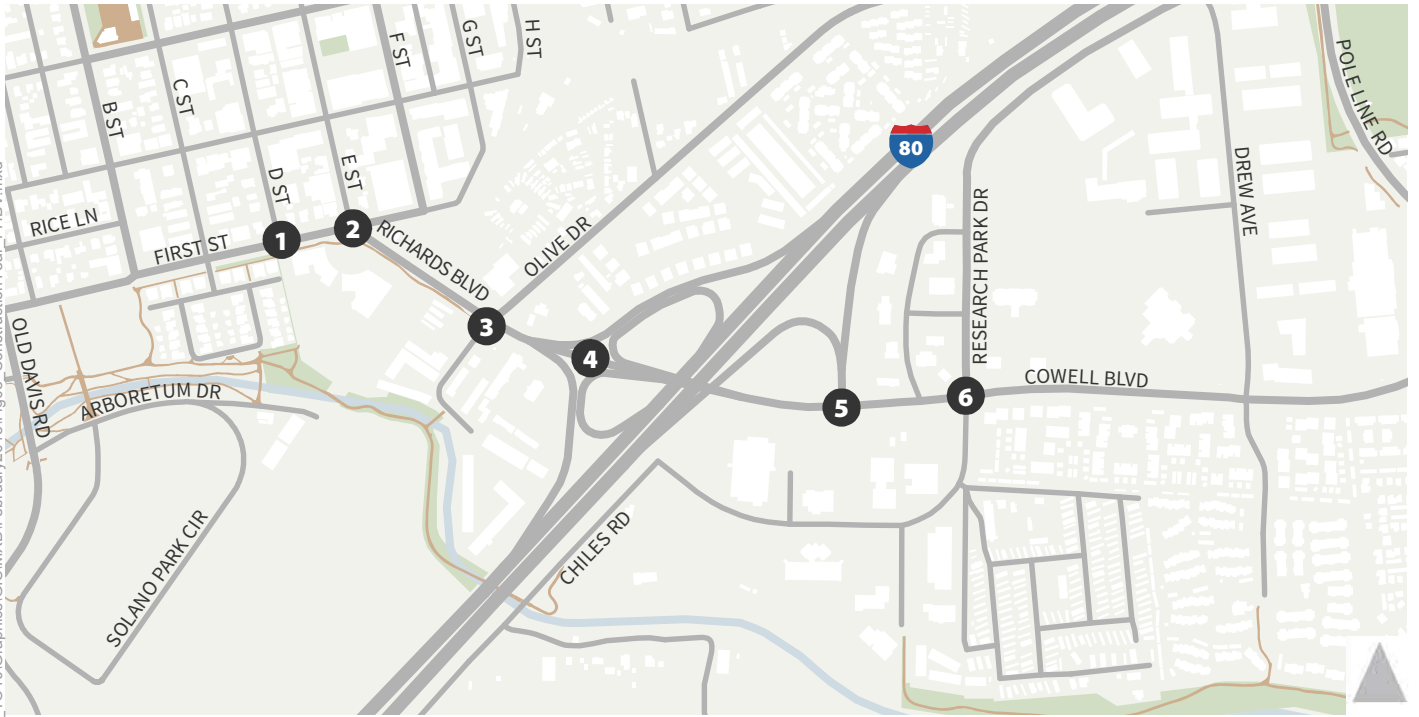 H ST
G ST
F ST
C ST
B ST
E ST
D ST
POLE LINE RD
80
DREW AVE
RICE LN
FIRST ST
1
2
RICHARDS BLVD
OLIVE DR
RESEARCH PARK DR
3
4
OLD DAVIS RD
ARBORETUM DR
5
6
COWELL BLVD
CHILES RD
SOLANO PARK CIR